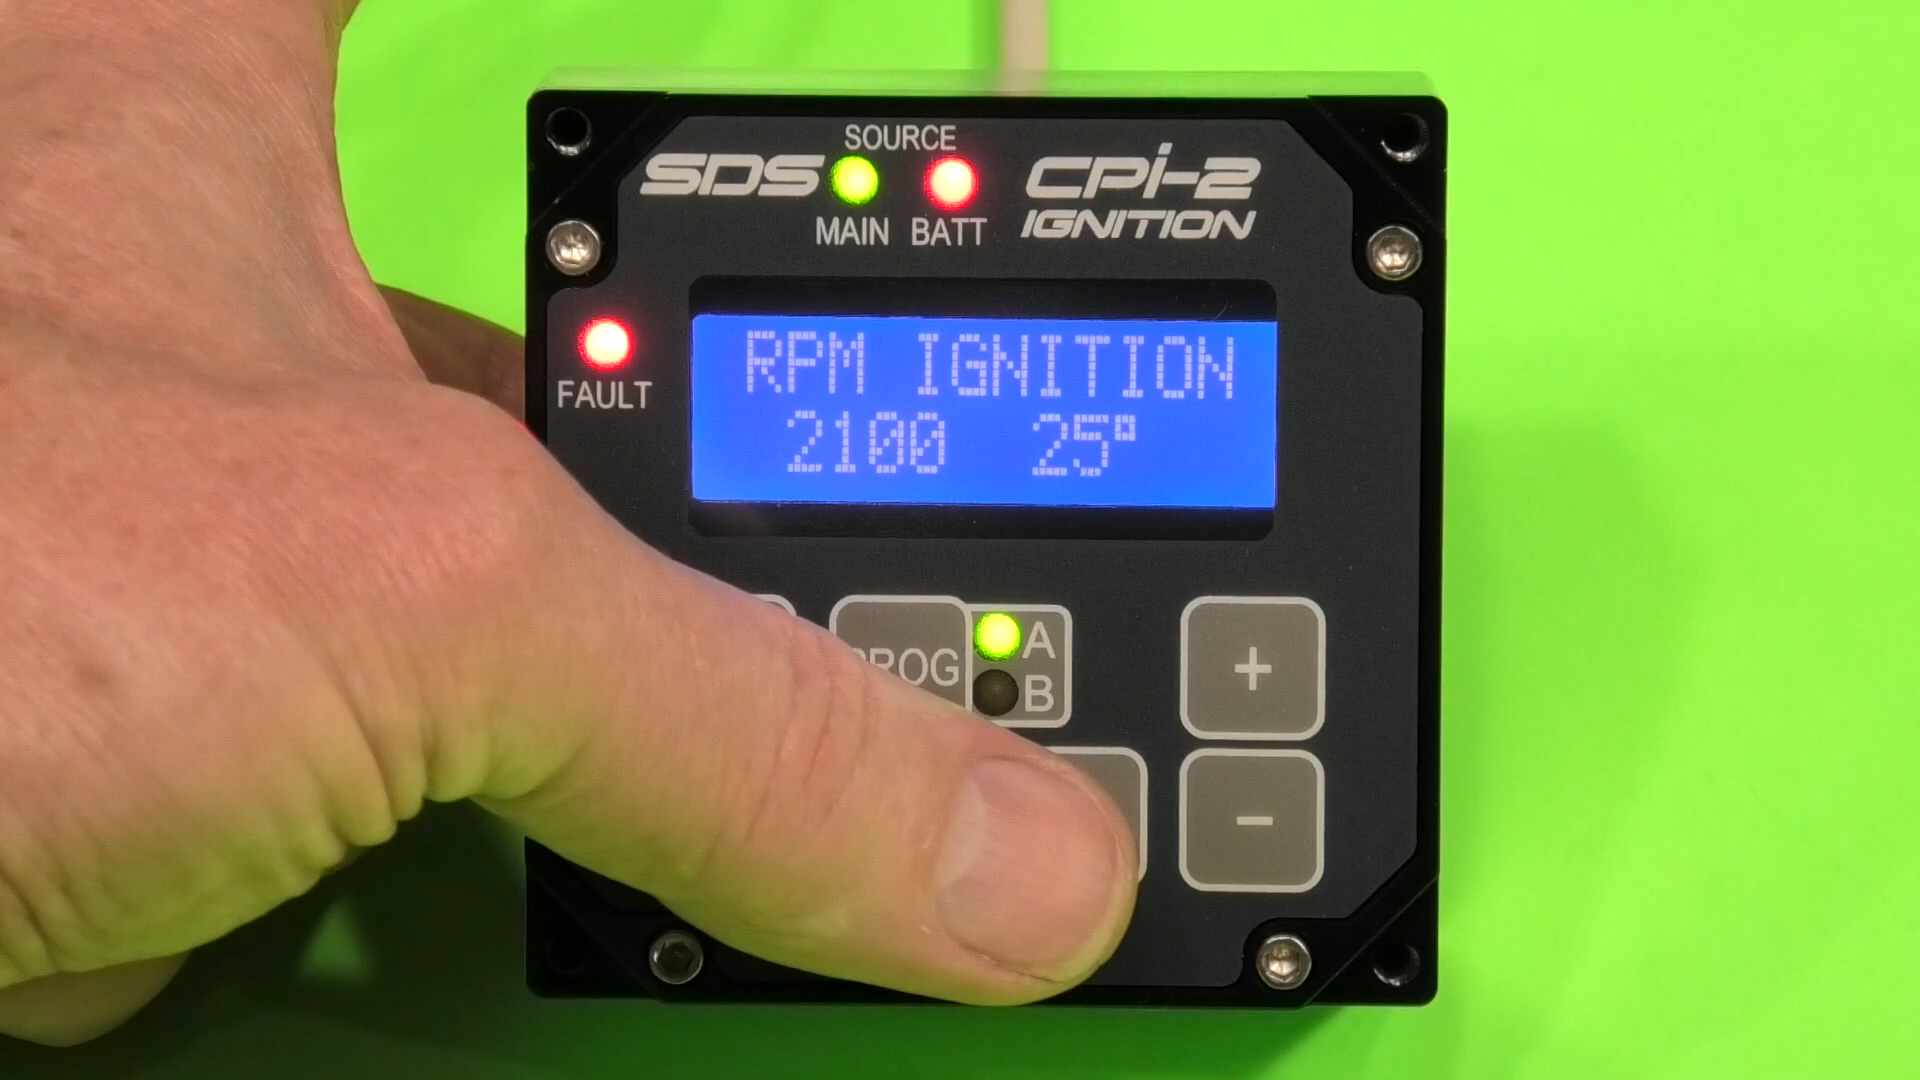 SOURCE
SDS
MAIN BATT
CPi-2
IGNITION
FAULT
RPM IGNITION
2100 25°
A
B
+
-